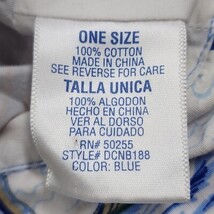 ONE SIZE
100% COTTON
MADE IN CHINA
SEE REVERSE FOR CARE
TALLA UNICA
100% ALGODON
HECHO EN CHINA
VER AL DORSO
PARA CUIDADO
RN# 50255
STYLE# DCNB188
COLOR: BLUE